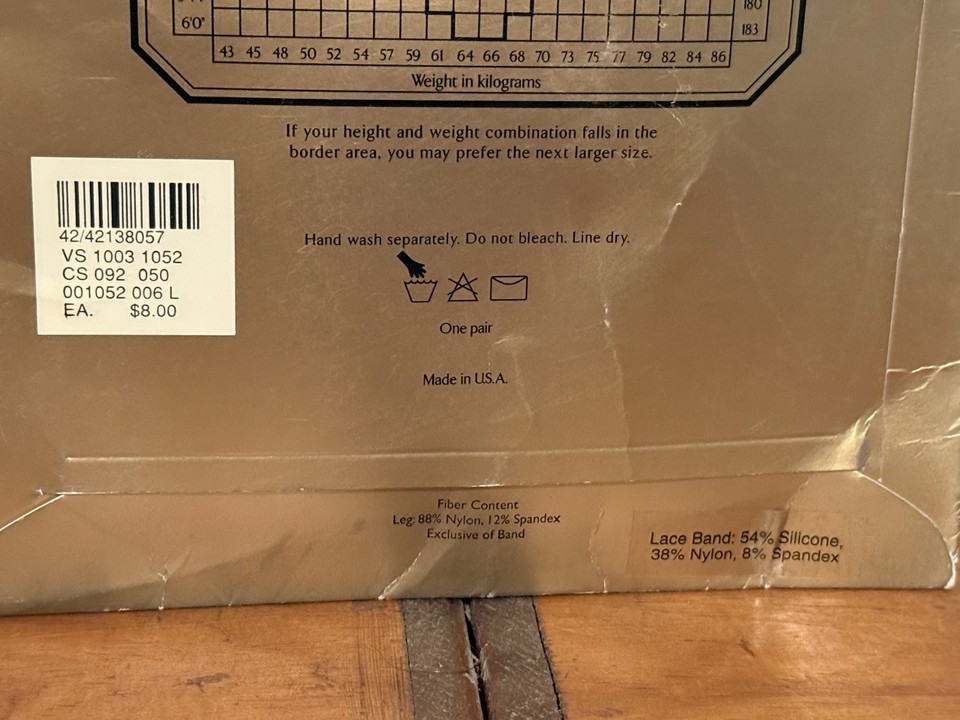 180
6'0"
183
43 45 48 50 52 54 57 59 61 64 66 68 70 73 75 77 79 82 84 86
Weight in kilograms
If your height and weight combination falls in the
border area, you may prefer the next larger size.
42/42138057
VS 1003 1052
CS 092 050
001052 006 L
EA. $8.00
Hand wash separately. Do not bleach. Line dry.
One pair
Made in U.S.A.
Fiber Content
Leg: 88% Nylon, 12% Spandex
Exclusive of Band
Lace Band: 54% Silicone,
38% Nylon, 8% Spandex